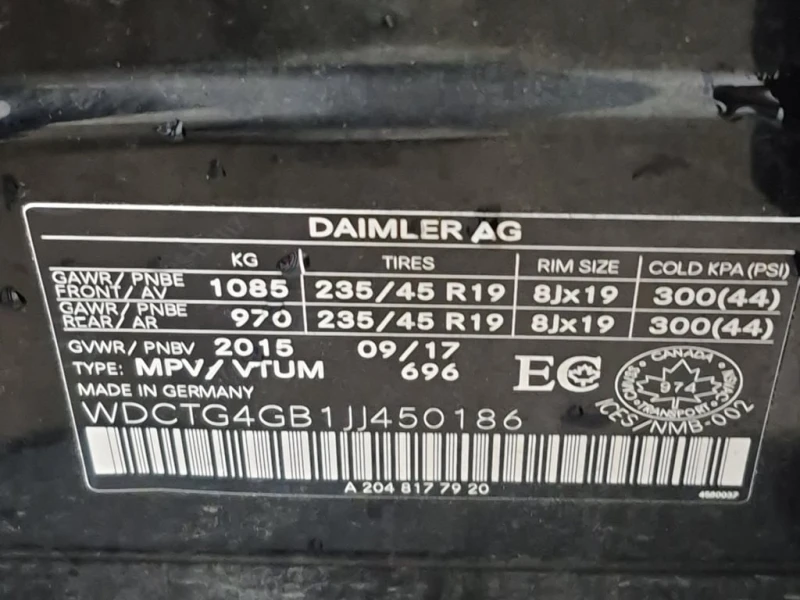 DAIMLER AG
KG TIRES RIM SIZE COLD KPA (PSI)
GAWR/PNBE FRONT/AV 1085 235/45 R19 8Jx19 300(44)
GAWR/PNBE REAR/AR 970 235/45 R19 8Jx19 300(44)
GVWR/PNBV 2015 09/17
TYPE: MPV/VTUM 696 EC
MADE IN GERMANY
CANADA
974
TRANSPORT
ICES/NMB-002
WDCTG4GB1JJ450186
A 204 817 79 20